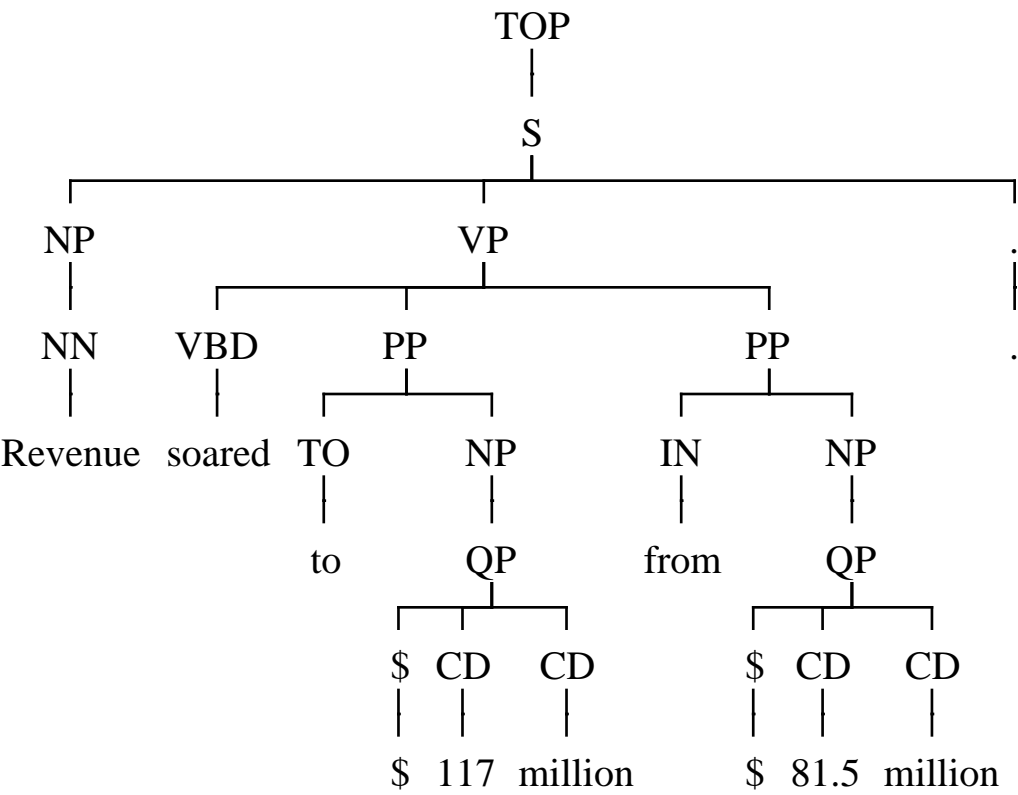 TOP
S
NP VP .
NN VBD PP PP .
Revenue soared TO NP IN NP
to QP from QP
$ CD CD $ CD CD
$ 117 million $ 81.5 million